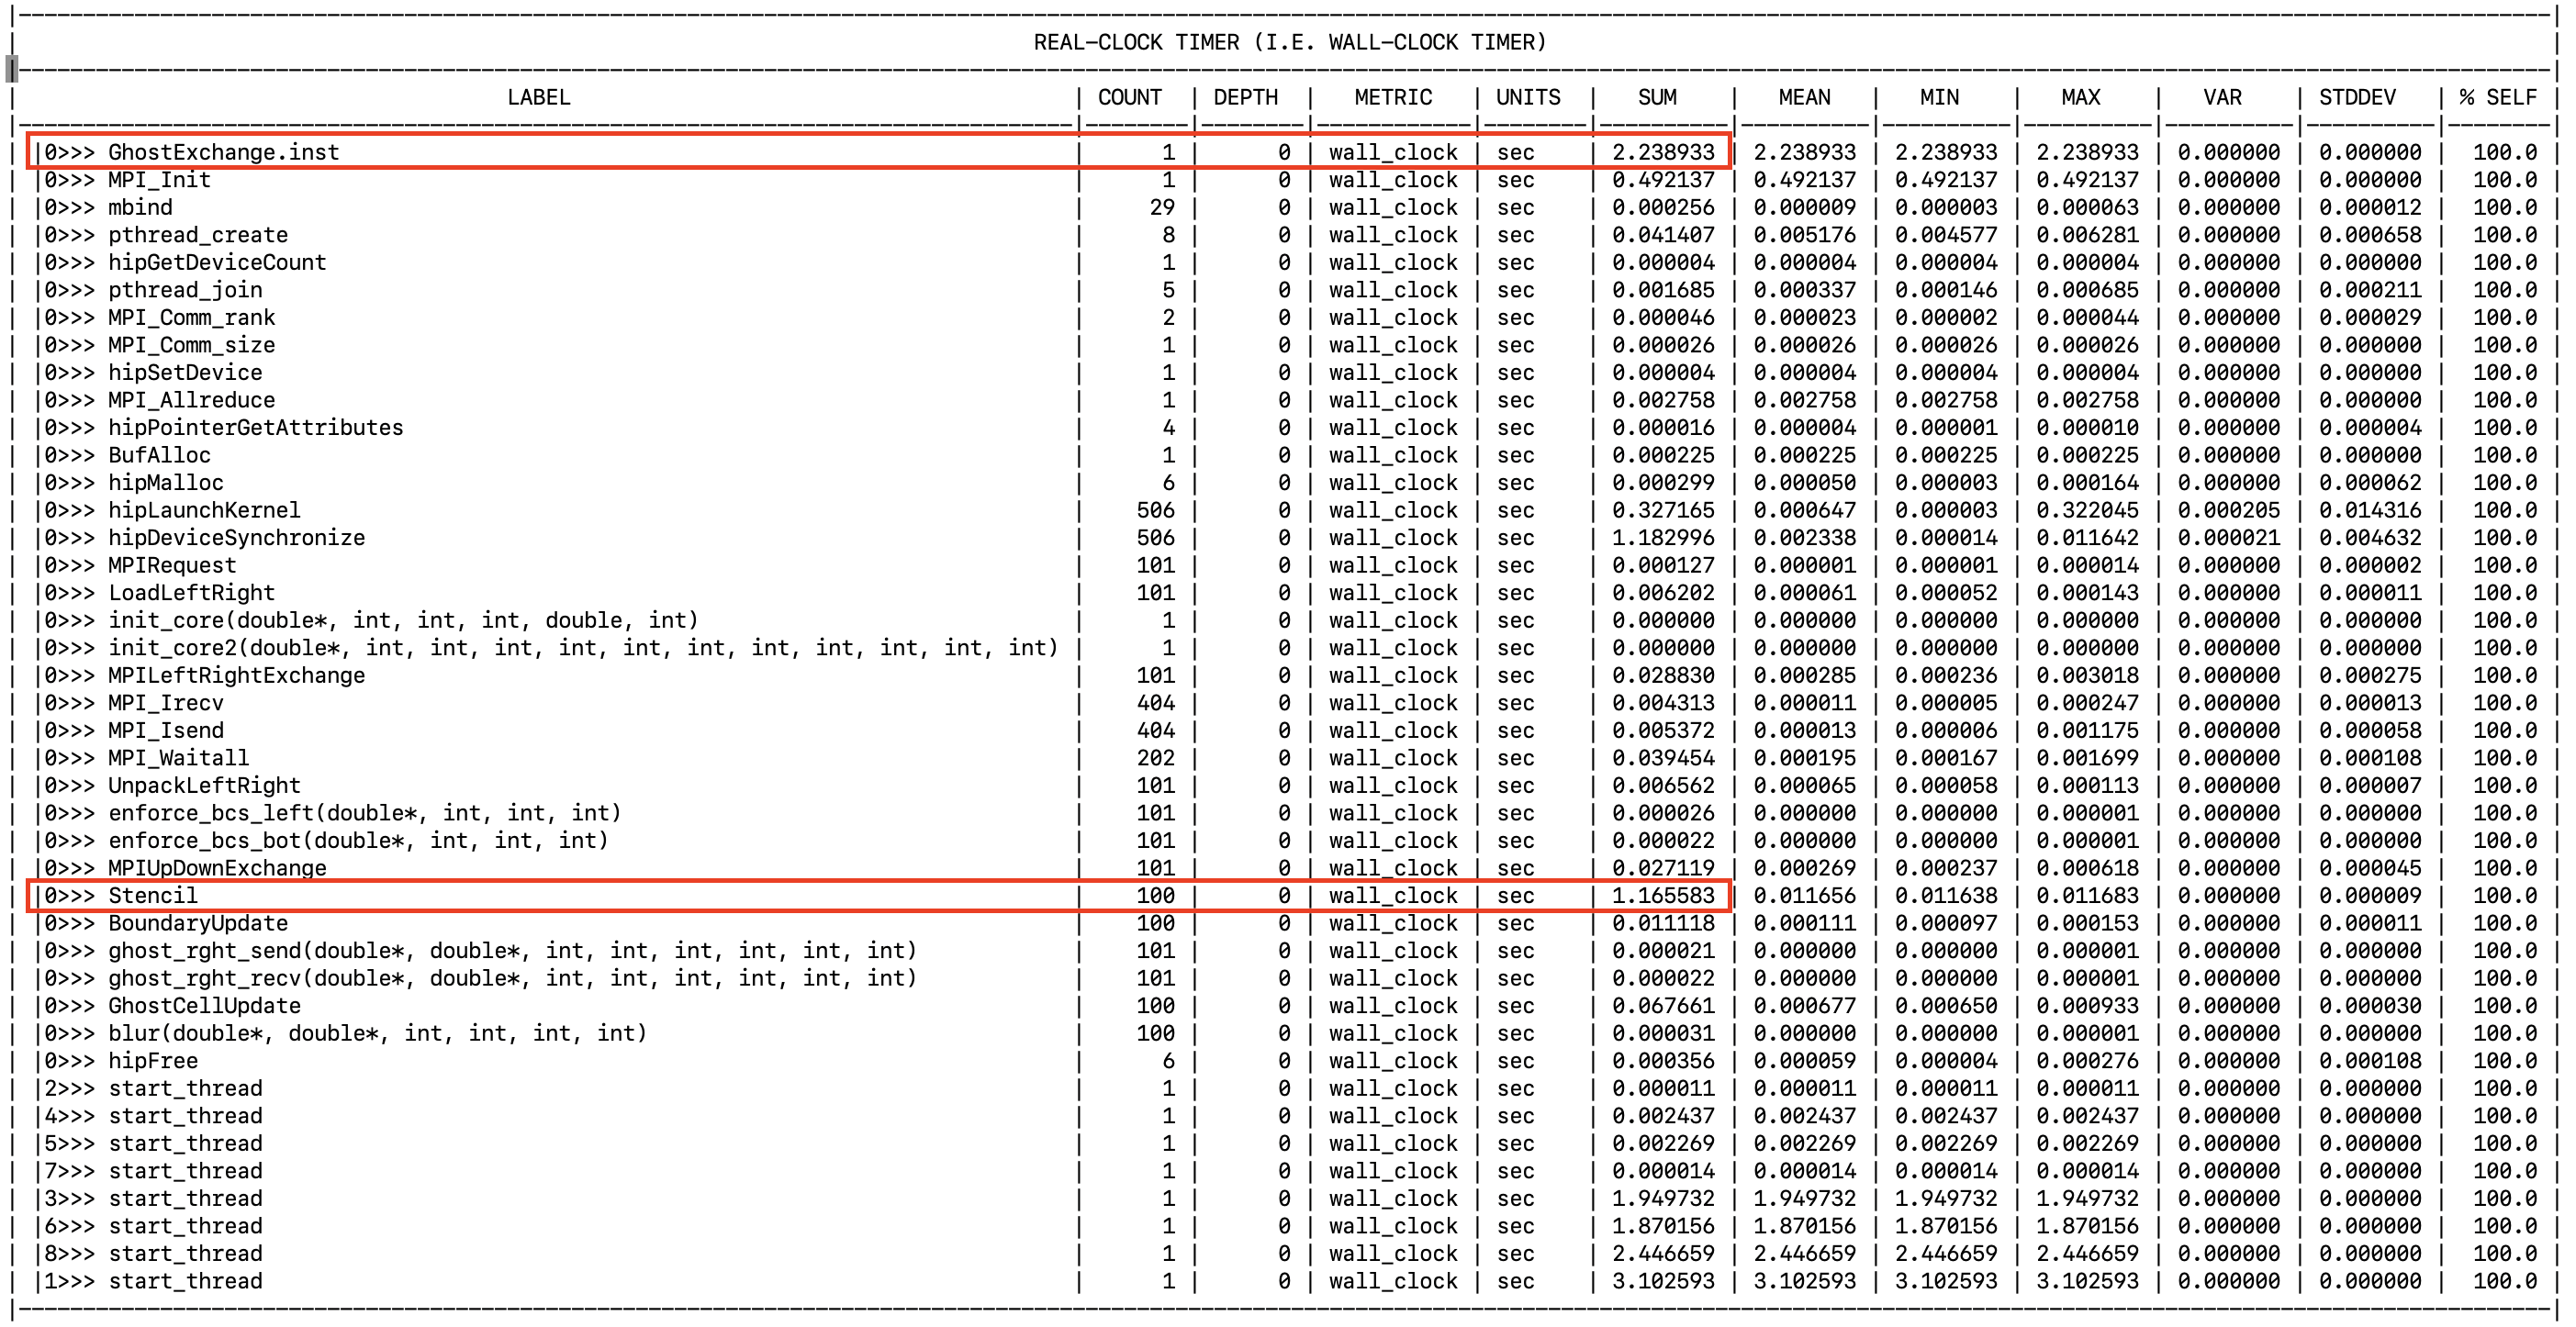 REAL-CLOCK TIMER (I.E. WALL-CLOCK TIMER)
| LABEL | COUNT | DEPTH | METRIC | UNITS | SUM | MEAN | MIN | MAX | VAR | STDDEV | % SELF |
| |0>>> GhostExchange.inst | 1 | 0 | wall_clock | sec | 2.238933 | 2.238933 | 2.238933 | 2.238933 | 0.000000 | 0.000000 | 100.0 |
| |0>>> MPI_Init | 1 | 0 | wall_clock | sec | 0.492137 | 0.492137 | 0.492137 | 0.492137 | 0.000000 | 0.000000 | 100.0 |
| |0>>> mbind | 29 | 0 | wall_clock | sec | 0.000256 | 0.000009 | 0.000003 | 0.000063 | 0.000000 | 0.000012 | 100.0 |
| |0>>> pthread_create | 8 | 0 | wall_clock | sec | 0.041407 | 0.005176 | 0.004577 | 0.006281 | 0.000000 | 0.000658 | 100.0 |
| |0>>> hipGetDeviceCount | 1 | 0 | wall_clock | sec | 0.000004 | 0.000004 | 0.000004 | 0.000004 | 0.000000 | 0.000000 | 100.0 |
| |0>>> pthread_join | 5 | 0 | wall_clock | sec | 0.001685 | 0.000337 | 0.000146 | 0.000685 | 0.000000 | 0.000211 | 100.0 |
| |0>>> MPI_Comm_rank | 2 | 0 | wall_clock | sec | 0.000046 | 0.000023 | 0.000002 | 0.000044 | 0.000000 | 0.000029 | 100.0 |
| |0>>> MPI_Comm_size | 1 | 0 | wall_clock | sec | 0.000026 | 0.000026 | 0.000026 | 0.000026 | 0.000000 | 0.000000 | 100.0 |
| |0>>> hipSetDevice | 1 | 0 | wall_clock | sec | 0.000004 | 0.000004 | 0.000004 | 0.000004 | 0.000000 | 0.000000 | 100.0 |
| |0>>> MPI_Allreduce | 1 | 0 | wall_clock | sec | 0.002758 | 0.002758 | 0.002758 | 0.002758 | 0.000000 | 0.000000 | 100.0 |
| |0>>> hipPointerGetAttributes | 4 | 0 | wall_clock | sec | 0.000016 | 0.000004 | 0.000001 | 0.000010 | 0.000000 | 0.000004 | 100.0 |
| |0>>> BufAlloc | 1 | 0 | wall_clock | sec | 0.000225 | 0.000225 | 0.000225 | 0.000225 | 0.000000 | 0.000000 | 100.0 |
| |0>>> hipMalloc | 6 | 0 | wall_clock | sec | 0.000299 | 0.000050 | 0.000003 | 0.000164 | 0.000000 | 0.000062 | 100.0 |
| |0>>> hipLaunchKernel | 506 | 0 | wall_clock | sec | 0.327165 | 0.000647 | 0.000003 | 0.322045 | 0.000205 | 0.014316 | 100.0 |
| |0>>> hipDeviceSynchronize | 506 | 0 | wall_clock | sec | 1.182996 | 0.002338 | 0.000014 | 0.011642 | 0.000021 | 0.004632 | 100.0 |
| |0>>> MPIRequest | 101 | 0 | wall_clock | sec | 0.000127 | 0.000001 | 0.000001 | 0.000014 | 0.000000 | 0.000002 | 100.0 |
| |0>>> LoadLeftRight | 101 | 0 | wall_clock | sec | 0.006202 | 0.000061 | 0.000052 | 0.000143 | 0.000000 | 0.000011 | 100.0 |
| |0>>> init_core(double*, int, int, int, double, int) | 1 | 0 | wall_clock | sec | 0.000000 | 0.000000 | 0.000000 | 0.000000 | 0.000000 | 0.000000 | 100.0 |
| |0>>> init_core2(double*, int, int, int, int, int, int, int, int, int, int, int) | 1 | 0 | wall_clock | sec | 0.000000 | 0.000000 | 0.000000 | 0.000000 | 0.000000 | 0.000000 | 100.0 |
| |0>>> MPILeftRightExchange | 101 | 0 | wall_clock | sec | 0.028830 | 0.000285 | 0.000236 | 0.003018 | 0.000000 | 0.000275 | 100.0 |
| |0>>> MPI_Irecv | 404 | 0 | wall_clock | sec | 0.004313 | 0.000011 | 0.000005 | 0.000247 | 0.000000 | 0.000013 | 100.0 |
| |0>>> MPI_Isend | 404 | 0 | wall_clock | sec | 0.005372 | 0.000013 | 0.000006 | 0.001175 | 0.000000 | 0.000058 | 100.0 |
| |0>>> MPI_Waitall | 202 | 0 | wall_clock | sec | 0.039454 | 0.000195 | 0.000167 | 0.001699 | 0.000000 | 0.000108 | 100.0 |
| |0>>> UnpackLeftRight | 101 | 0 | wall_clock | sec | 0.006562 | 0.000065 | 0.000058 | 0.000113 | 0.000000 | 0.000007 | 100.0 |
| |0>>> enforce_bcs_left(double*, int, int, int) | 101 | 0 | wall_clock | sec | 0.000026 | 0.000000 | 0.000000 | 0.000001 | 0.000000 | 0.000000 | 100.0 |
| |0>>> enforce_bcs_bot(double*, int, int, int) | 101 | 0 | wall_clock | sec | 0.000022 | 0.000000 | 0.000000 | 0.000001 | 0.000000 | 0.000000 | 100.0 |
| |0>>> MPIUpDownExchange | 101 | 0 | wall_clock | sec | 0.027119 | 0.000269 | 0.000237 | 0.000618 | 0.000000 | 0.000045 | 100.0 |
| |0>>> Stencil | 100 | 0 | wall_clock | sec | 1.165583 | 0.011656 | 0.011638 | 0.011683 | 0.000000 | 0.000009 | 100.0 |
| |0>>> BoundaryUpdate | 100 | 0 | wall_clock | sec | 0.011118 | 0.000111 | 0.000097 | 0.000153 | 0.000000 | 0.000011 | 100.0 |
| |0>>> ghost_rght_send(double*, double*, int, int, int, int, int, int) | 101 | 0 | wall_clock | sec | 0.000021 | 0.000000 | 0.000000 | 0.000001 | 0.000000 | 0.000000 | 100.0 |
| |0>>> ghost_rght_recv(double*, double*, int, int, int, int, int, int) | 101 | 0 | wall_clock | sec | 0.000022 | 0.000000 | 0.000000 | 0.000001 | 0.000000 | 0.000000 | 100.0 |
| |0>>> GhostCellUpdate | 100 | 0 | wall_clock | sec | 0.067661 | 0.000677 | 0.000650 | 0.000933 | 0.000000 | 0.000030 | 100.0 |
| |0>>> blur(double*, double*, int, int, int, int) | 100 | 0 | wall_clock | sec | 0.000031 | 0.000000 | 0.000000 | 0.000001 | 0.000000 | 0.000000 | 100.0 |
| |0>>> hipFree | 6 | 0 | wall_clock | sec | 0.000356 | 0.000059 | 0.000004 | 0.000276 | 0.000000 | 0.000108 | 100.0 |
| |2>>> start_thread | 1 | 0 | wall_clock | sec | 0.000011 | 0.000011 | 0.000011 | 0.000011 | 0.000000 | 0.000000 | 100.0 |
| |4>>> start_thread | 1 | 0 | wall_clock | sec | 0.002437 | 0.002437 | 0.002437 | 0.002437 | 0.000000 | 0.000000 | 100.0 |
| |5>>> start_thread | 1 | 0 | wall_clock | sec | 0.002269 | 0.002269 | 0.002269 | 0.002269 | 0.000000 | 0.000000 | 100.0 |
| |7>>> start_thread | 1 | 0 | wall_clock | sec | 0.000014 | 0.000014 | 0.000014 | 0.000014 | 0.000000 | 0.000000 | 100.0 |
| |3>>> start_thread | 1 | 0 | wall_clock | sec | 1.949732 | 1.949732 | 1.949732 | 1.949732 | 0.000000 | 0.000000 | 100.0 |
| |6>>> start_thread | 1 | 0 | wall_clock | sec | 1.870156 | 1.870156 | 1.870156 | 1.870156 | 0.000000 | 0.000000 | 100.0 |
| |8>>> start_thread | 1 | 0 | wall_clock | sec | 2.446659 | 2.446659 | 2.446659 | 2.446659 | 0.000000 | 0.000000 | 100.0 |
| |1>>> start_thread | 1 | 0 | wall_clock | sec | 3.102593 | 3.102593 | 3.102593 | 3.102593 | 0.000000 | 0.000000 | 100.0 |